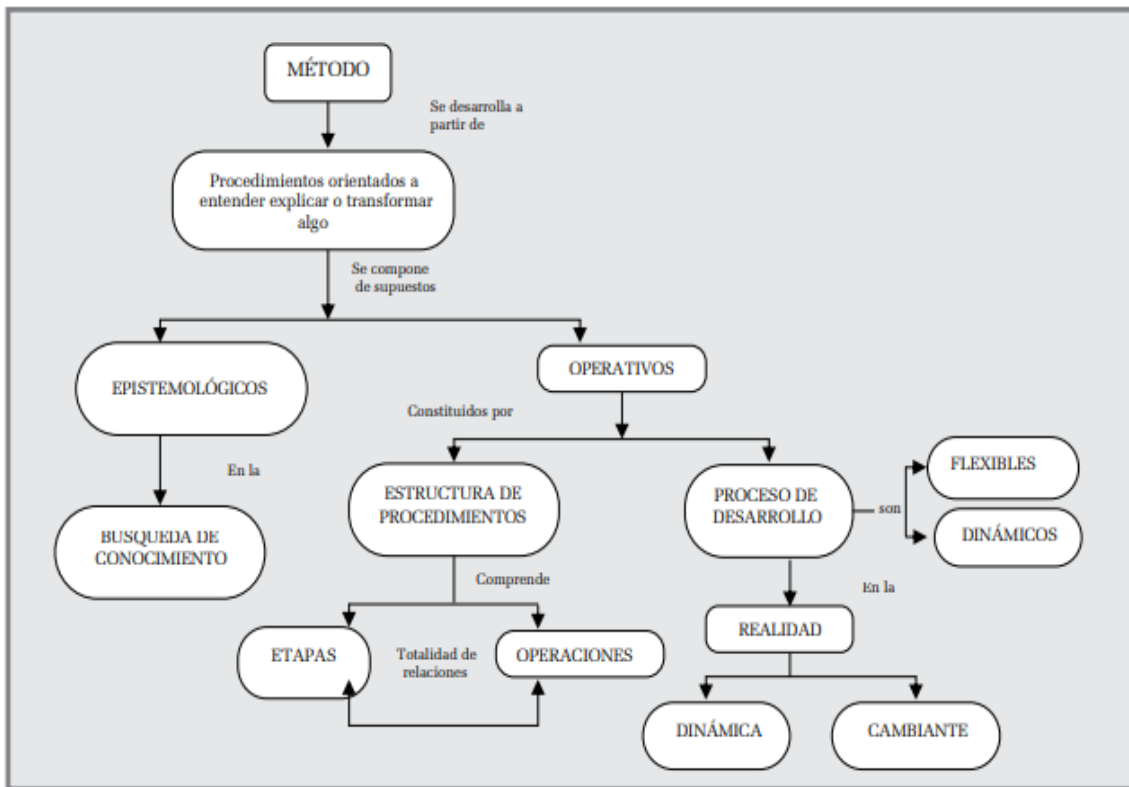 MÉTODO
Se desarrolla a
partir de
Procedimientos orientados a
entender explicar o transformar
algo
Se compone
de supuestos
EPISTEMOLÓGICOS
OPERATIVOS
Constituidos por
En la
ESTRUCTURA DE
PROCEDIMIENTOS
PROCESO DE
DESARROLLO
son
FLEXIBLES
DINÁMICOS
BUSQUEDA DE
CONOCIMIENTO
Comprende
En la
ETAPAS
Totalidad de
relaciones
OPERACIONES
REALIDAD
DINÁMICA
CAMBIANTE